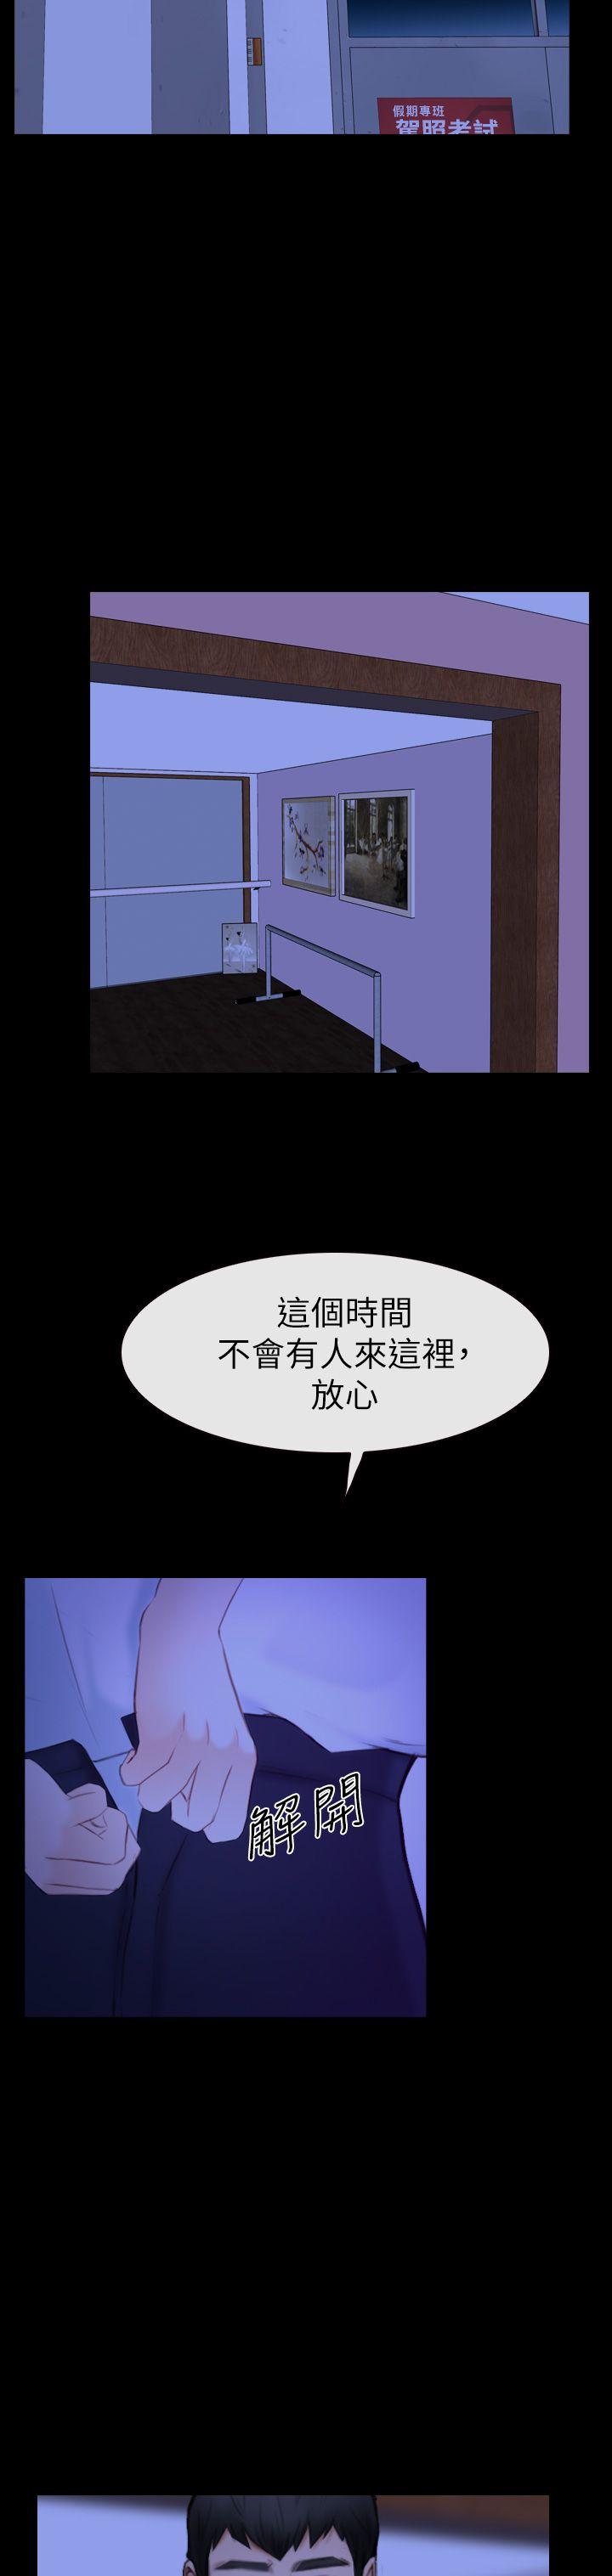 假期專班
駕照考試
這個時間
不會有人來這裡，
放心
解開